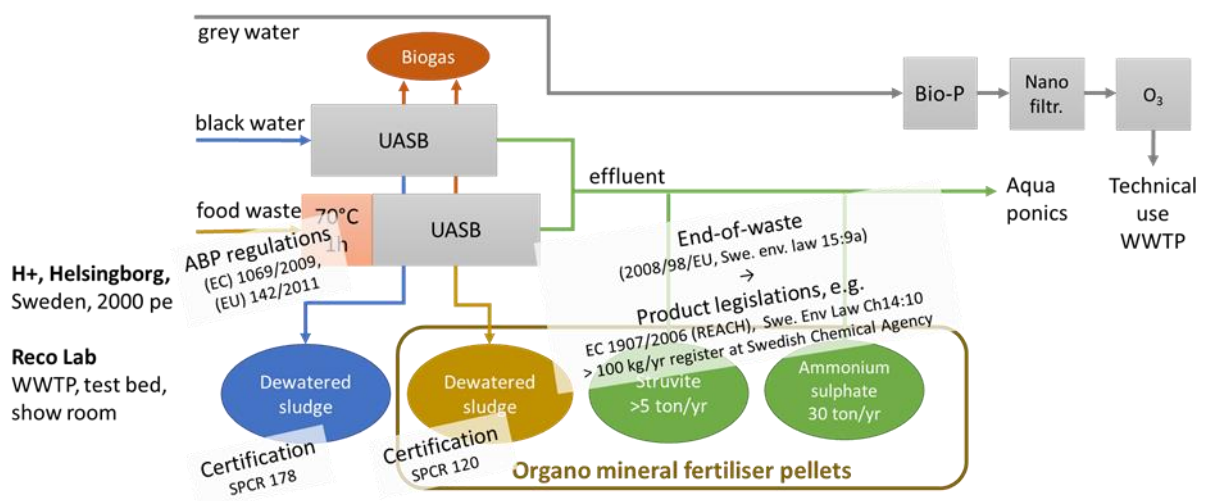 grey water
Biogas
black water
UASB
food waste
70°C
1h
UASB
ABP regulations
(EC) 1069/2009,
(EU) 142/2011
effluent
Bio-P
Nano
filtr.
O₃
Aqua
ponics
Technical
use
WWTP
End-of-waste
(2008/98/EU, Swe. env. law 15:9a)
→
Product legislations, e.g.
EC 1907/2006 (REACH), Swe. Env Law Ch14:10
> 100 kg/yr register at Swedish Chemical Agency
H+, Helsingborg,
Sweden, 2000 pe
Reco Lab
WWTP, test bed,
show room
Dewatered
sludge
Certification
SPCR 178
Dewatered
sludge
Certification
SPCR 120
Struvite
>5 ton/yr
Ammonium
sulphate
30 ton/yr
Organo mineral fertiliser pellets